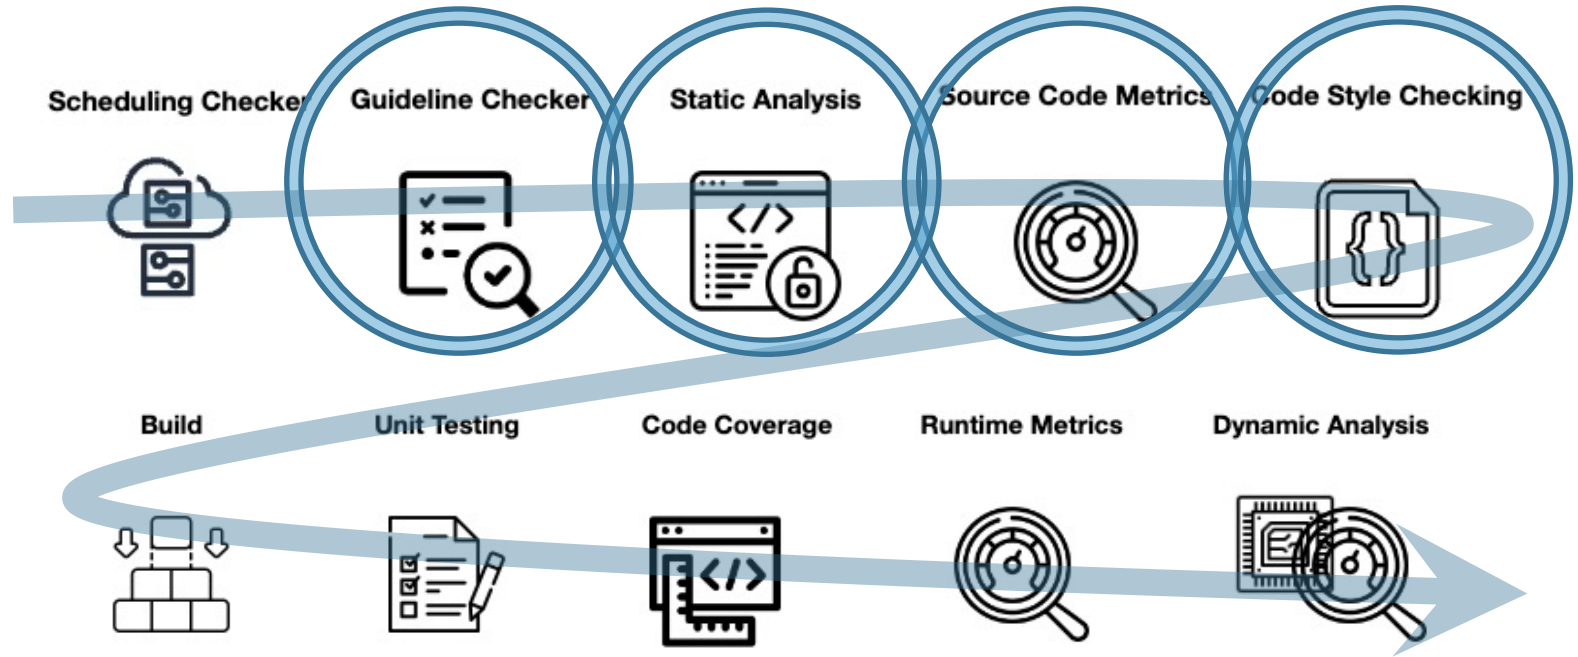 Scheduling Checker
Guideline Checker
Static Analysis
Source Code Metrics
Code Style Checking
Build
Unit Testing
Code Coverage
Runtime Metrics
Dynamic Analysis